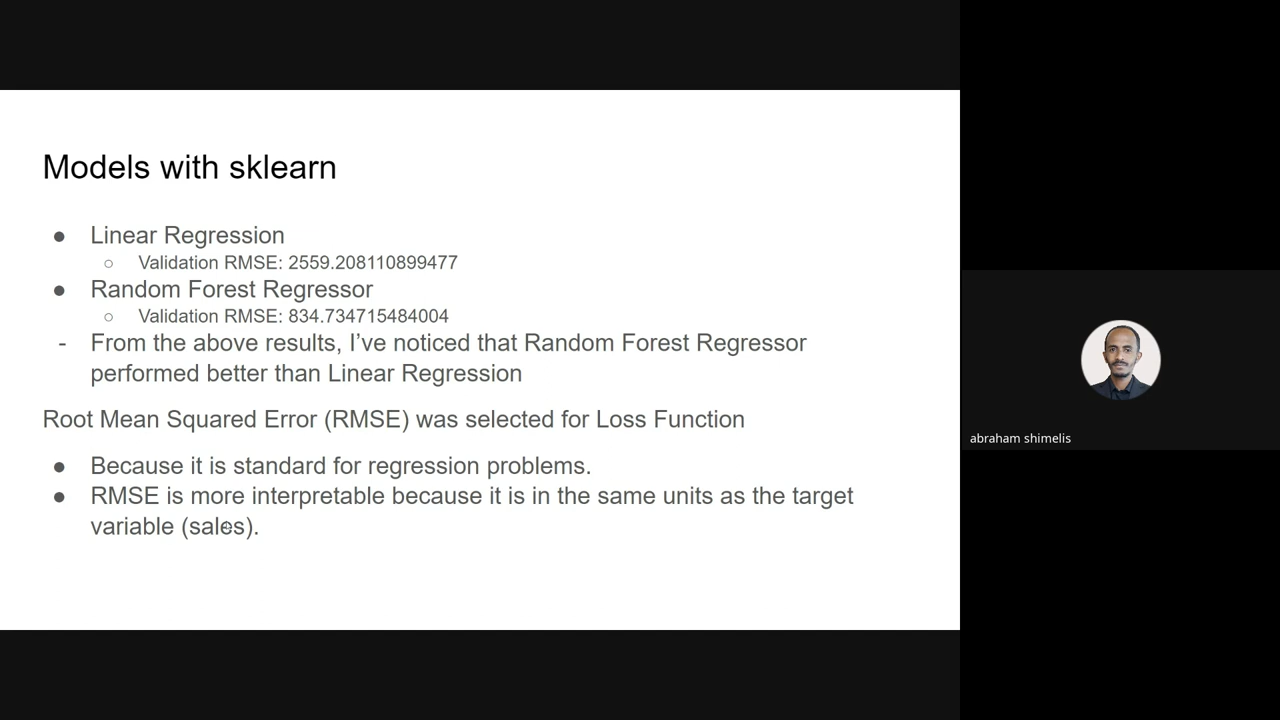 Models with sklearn
● Linear Regression
○ Validation RMSE: 2559.208110899477
● Random Forest Regressor
○ Validation RMSE: 834.734715484004
- From the above results, I’ve noticed that Random Forest Regressor
performed better than Linear Regression
Root Mean Squared Error (RMSE) was selected for Loss Function
● Because it is standard for regression problems.
● RMSE is more interpretable because it is in the same units as the target
variable (sales).
abraham shimelis